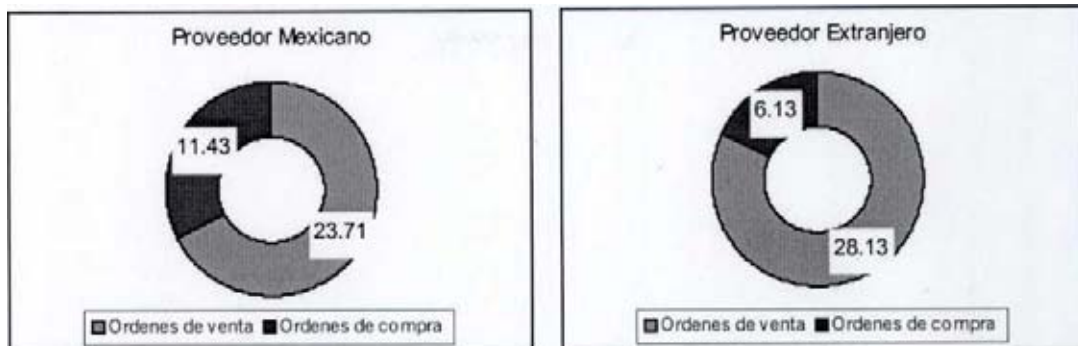 Proveedor Mexicano
11.43
23.71
Ordenes de venta Ordenes de compra
Proveedor Extranjero
6.13
28.13
Ordenes de venta Ordenes de compra